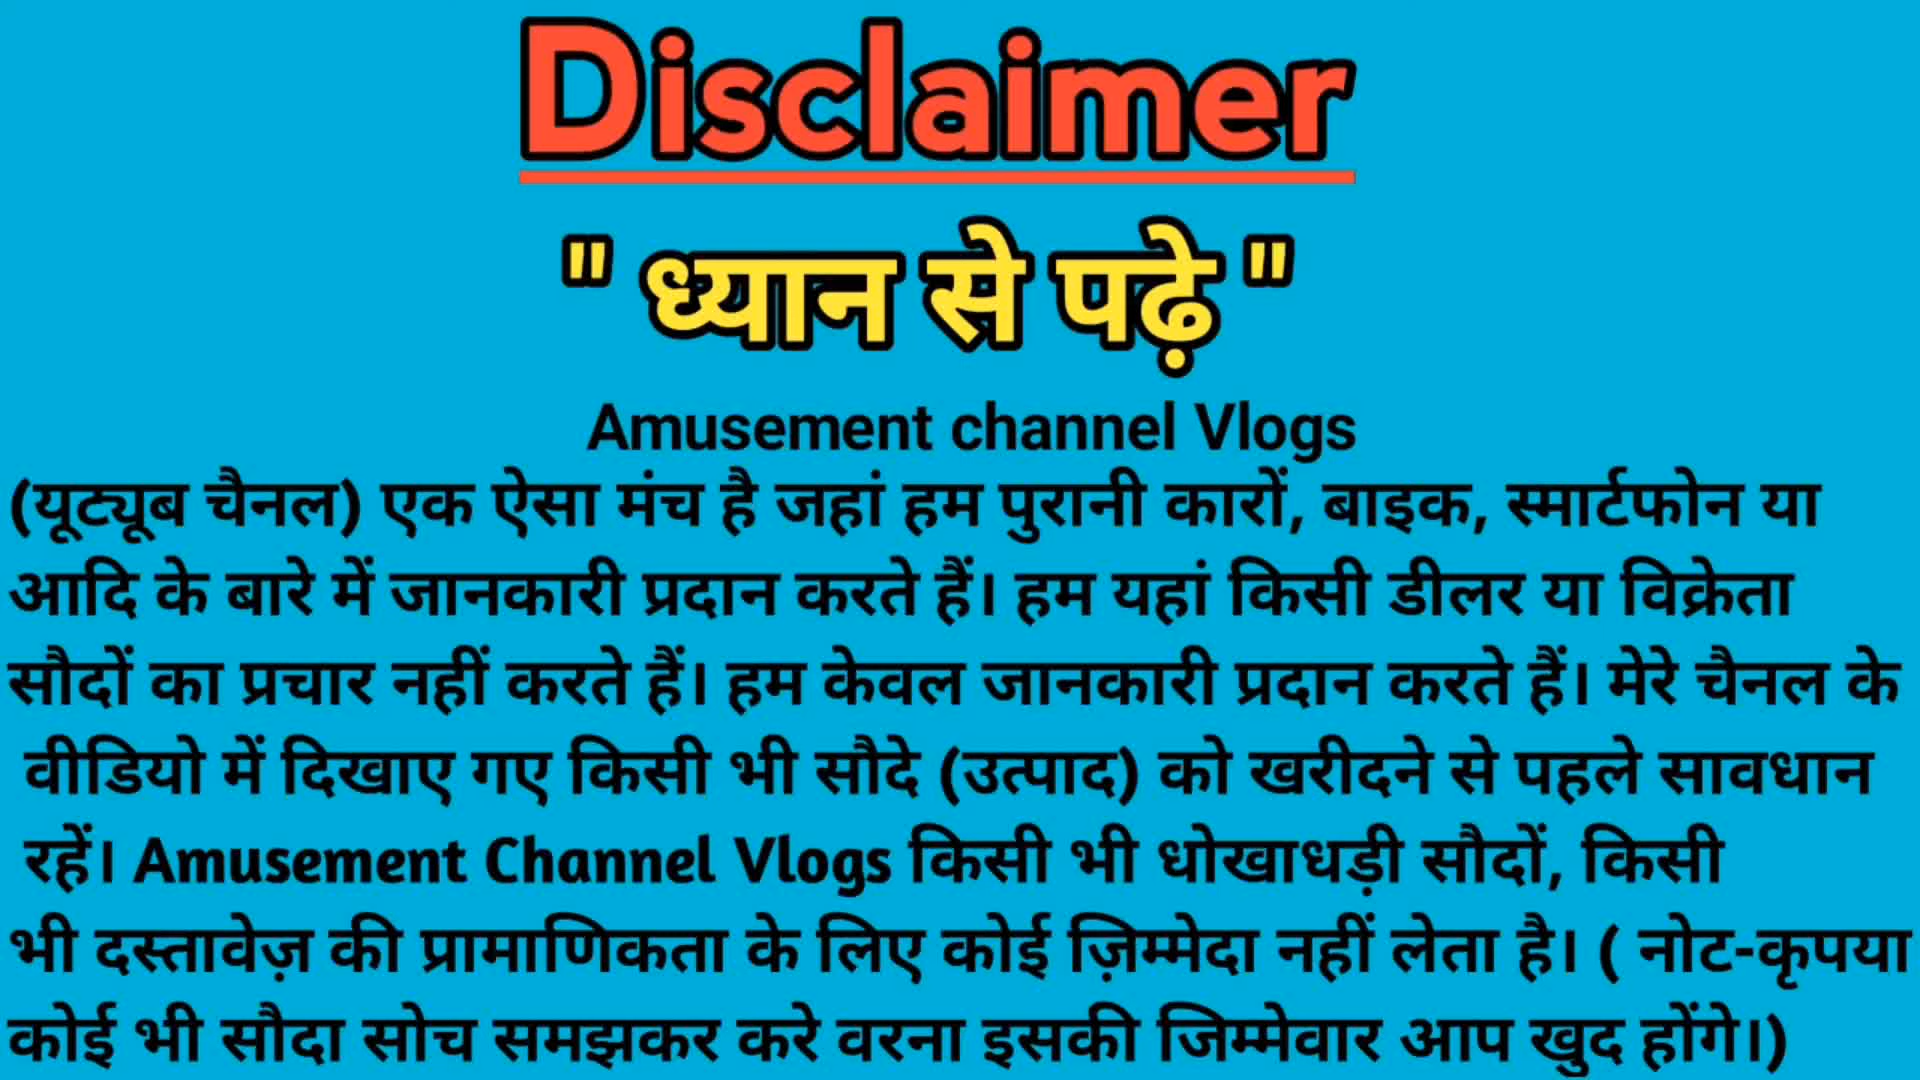 Disclaimer
" ध्यान से पढ़े "
Amusement channel Vlogs
(यूट्यूब चैनल) एक ऐसा मंच है जहां हम पुरानी कारों, बाइक, स्मार्टफोन या
आदि के बारे में जानकारी प्रदान करते हैं। हम यहां किसी डीलर या विक्रेता
सौदों का प्रचार नहीं करते हैं। हम केवल जानकारी प्रदान करते हैं। मेरे चैनल के
वीडियो में दिखाए गए किसी भी सौदे (उत्पाद) को खरीदने से पहले सावधान
रहें। Amusement Channel Vlogs किसी भी धोखाधड़ी सौदों, किसी
भी दस्तावेज़ की प्रामाणिकता के लिए कोई ज़िम्मेदा नहीं लेता है। ( नोट-कृपया
कोई भी सौदा सोच समझकर करे वरना इसकी जिम्मेवार आप खुद होंगे।)